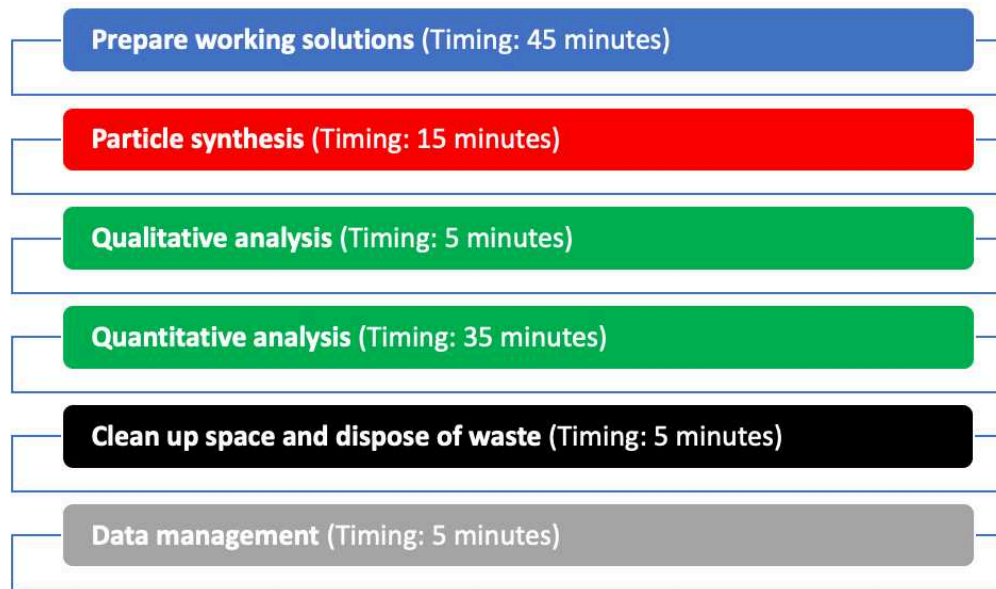 Prepare working solutions (Timing: 45 minutes)
Particle synthesis (Timing: 15 minutes)
Qualitative analysis (Timing: 5 minutes)
Quantitative analysis (Timing: 35 minutes)
Clean up space and dispose of waste (Timing: 5 minutes)
Data management (Timing: 5 minutes)